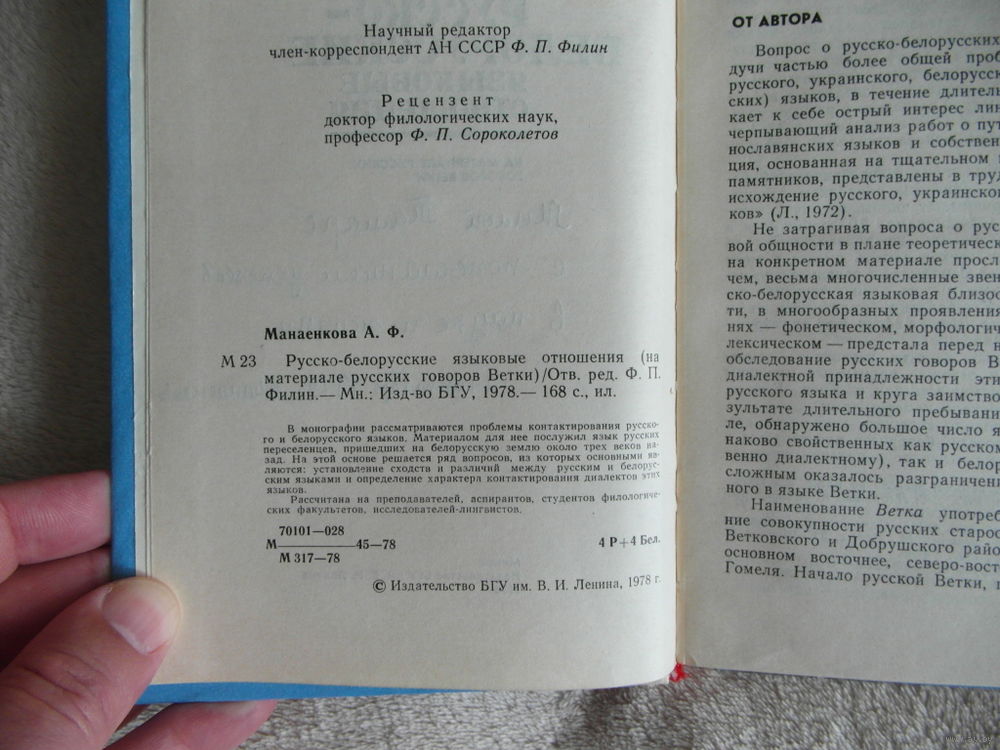 Научный редактор
член-корреспондент АН СССР Ф. П. Филин
Рецензент
доктор филологических наук,
профессор Ф. П. Сороколетов
Манаенкова А. Ф.
М 23 Русско-белорусские языковые отношения (на
материале русских говоров Ветки)/Отв. ред. Ф. П.
Филин.— Мн.: Изд-во БГУ, 1978.— 168 с., ил.
В монографии рассматриваются проблемы контактирования русско-
го и белорусского языков. Материалом для нее послужил язык русских
переселенцев, пришедших на белорусскую землю около трех веков на-
зад. На этой основе решается ряд вопросов, из которых основными яв-
ляются: установление сходств и различий между русским и белорус-
ским языками и определение характера контактирования диалектов этих
языков.
Рассчитана на преподавателей, аспирантов, студентов филологиче-
ских факультетов, исследователей-лингвистов.
70101—028
М———45—78 4 Р+4 Бел.
М 317—78
© Издательство БГУ им. В. И. Ленина, 1978 г.
ОТ АВТОРА
Вопрос о русско-белорусских
дучи частью более общей проб
русского, украинского, белорусск
ских) языков, в течение длитель
кает к себе острый интерес лин
черпывающий анализ работ о пут
нославянских языков и собствен
ция, основанная на тщательном
памятников, представлены в труд
исхождение русского, украинског
ков» (Л., 1972).
Не затрагивая вопроса о рус
вой общности в плане теоретическ
на конкретном материале просл
чем, весьма многочисленные звен
ско-белорусская языковая близос
ти, в многообразных проявления
нях — фонетическом, морфологич
лексическом — предстала перед н
обследование русских говоров В
диалектной принадлежности эти
русского языка и круга заимство
зультате длительного пребывани
ле, обнаружено большое число я
наково свойственных как русском
венно диалектному), так и белор
сложным оказалось разграничени
ного в языке Ветки.
Наименование Ветка употреб
ние совокупности русских старос
Ветковского и Добрушского райо
основном восточнее, северо-вост
Гомеля. Начало русской Ветки,